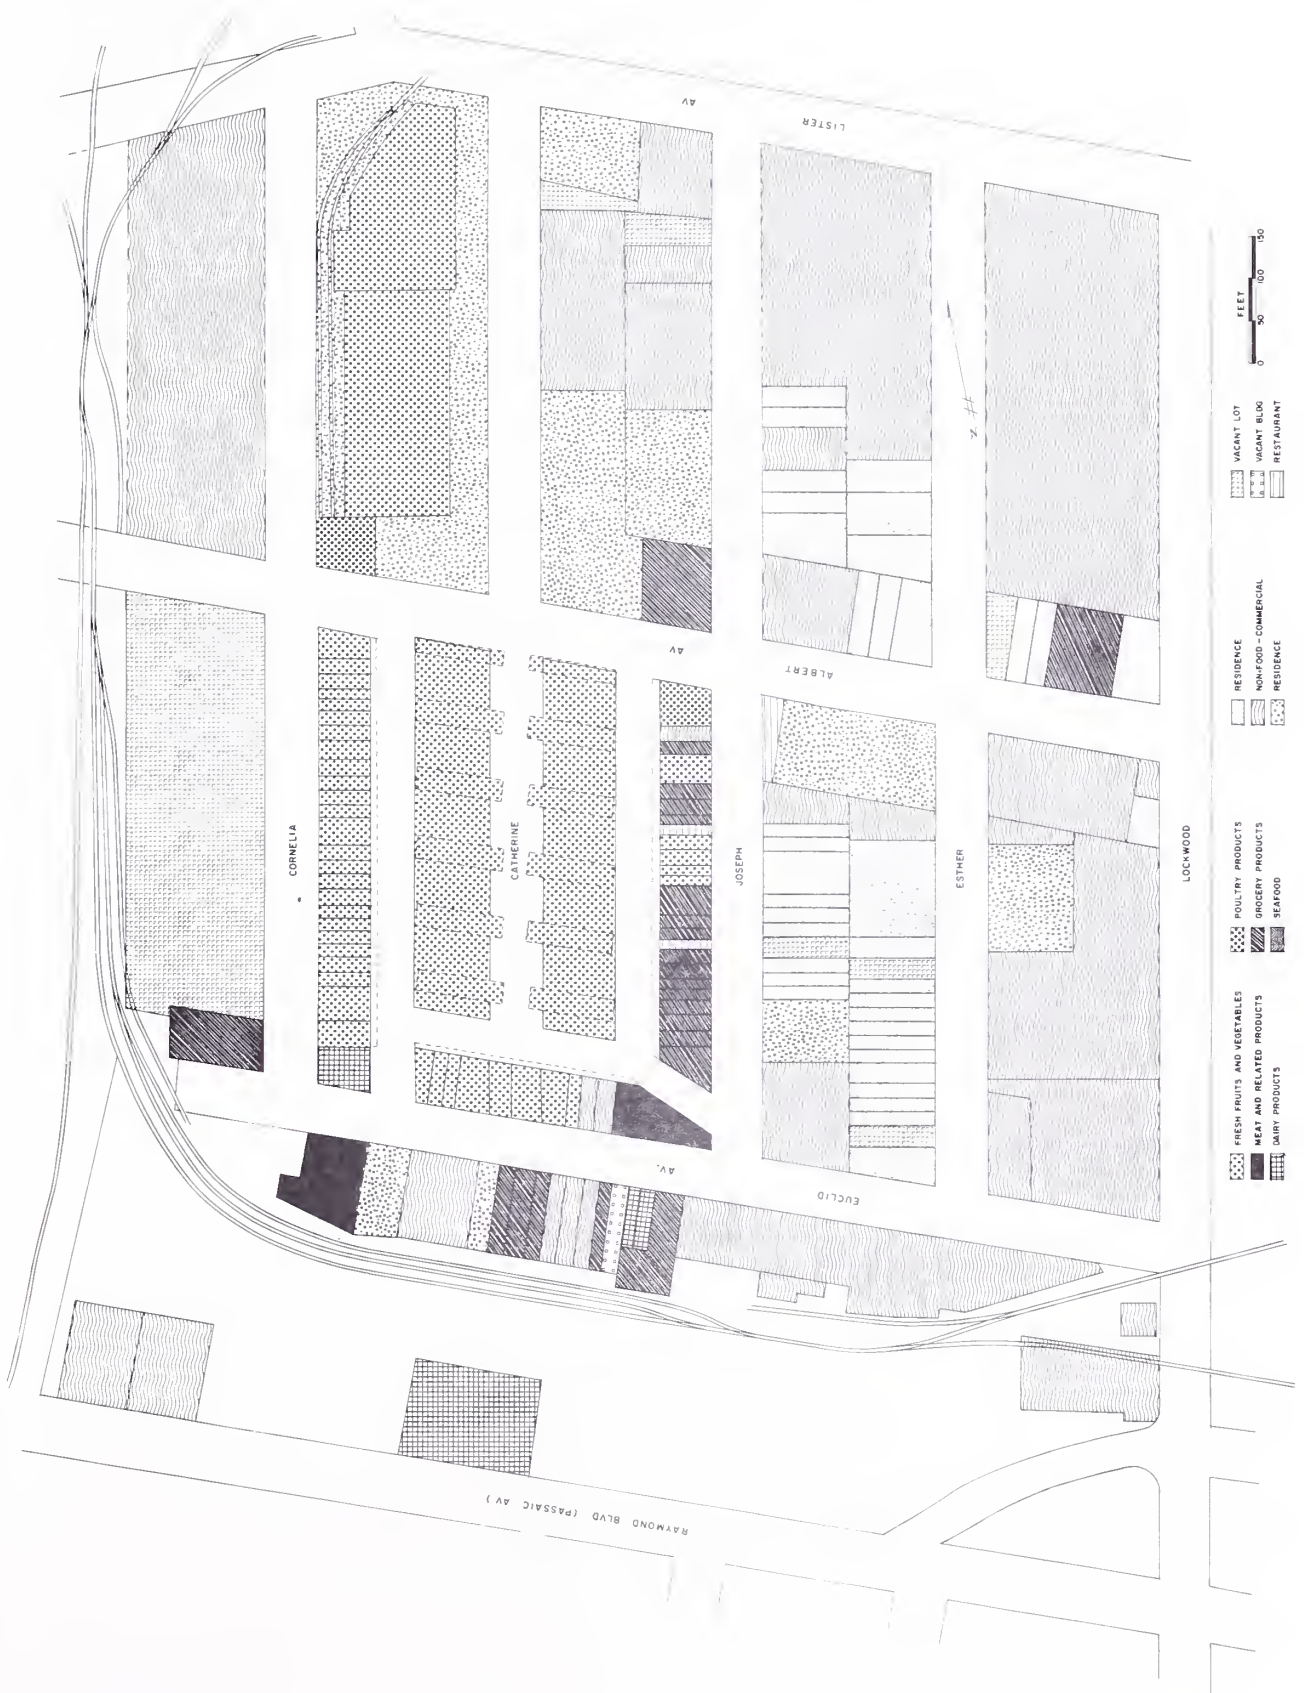 LISTER AV
ALBERT AV
EUCLID AV.
RAYMOND BLVD (PASSAIC AV)
CORNELIA
CATHERINE
JOSEPH
ESTHER
LOCKWOOD
FRESH FRUITS AND VEGETABLES
MEAT AND RELATED PRODUCTS
DAIRY PRODUCTS
POULTRY PRODUCTS
GROCERY PRODUCTS
SEAFOOD
RESIDENCE
NON-FOOD-COMMERCIAL
RESIDENCE
VACANT LOT
VACANT BLDG
RESTAURANT
FEET
0 50 100 150